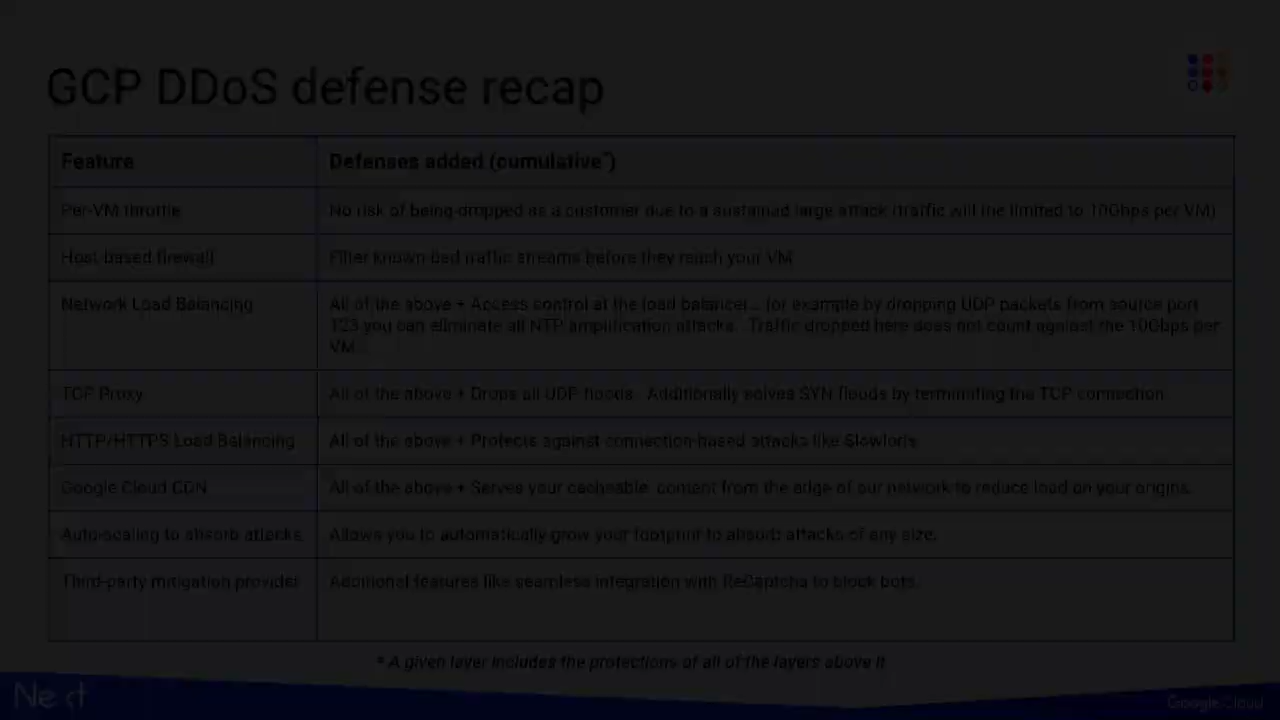 GCP DDoS defense recap
Feature
Defenses added (cumulative*)
Per-VM throttle
No risk of being dropped as a customer due to a sustained large attack (traffic will be limited to 10Gbps per VM)
Host-based firewall
Filter known-bad traffic streams before they reach your VM
Network Load Balancing
All of the above + Access control at the load balancer... for example by dropping UDP packets from source port
123 you can eliminate all NTP amplification attacks. Traffic dropped here does not count against the 10Gbps per
VM.
TCP Proxy
All of the above + Drops all UDP floods. Additionally solves SYN floods by terminating the TCP connection.
HTTP/HTTPS Load Balancing
All of the above + Protects against connection-based attacks like Slowloris.
Google Cloud CDN
All of the above + Serves your cacheable content from the edge of our network to reduce load on your origins.
Auto-scaling to absorb attacks
Allows you to automatically grow your footprint to absorb attacks of any size.
Third-party mitigation provider
Additional features like seamless integration with ReCaptcha to block bots.
* A given layer includes the protections of all of the layers above it
Next
Google Cloud